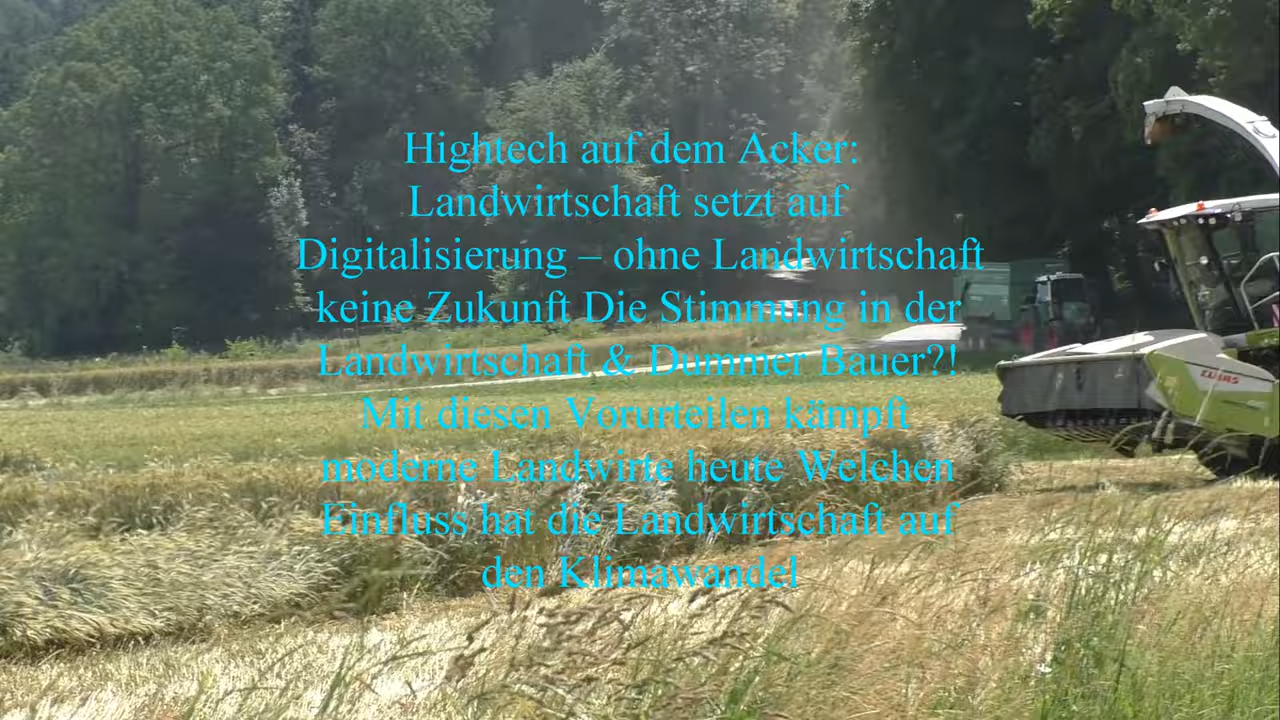 Hightech auf dem Acker:
Landwirtschaft setzt auf
Digitalisierung – ohne Landwirtschaft
keine Zukunft Die Stimmung in der
Landwirtschaft & Dummer Bauer?!
Mit diesen Vorurteilen kämpft
moderne Landwirte heute Welchen
Einfluss hat die Landwirtschaft auf
den Klimawandel
CLAAS